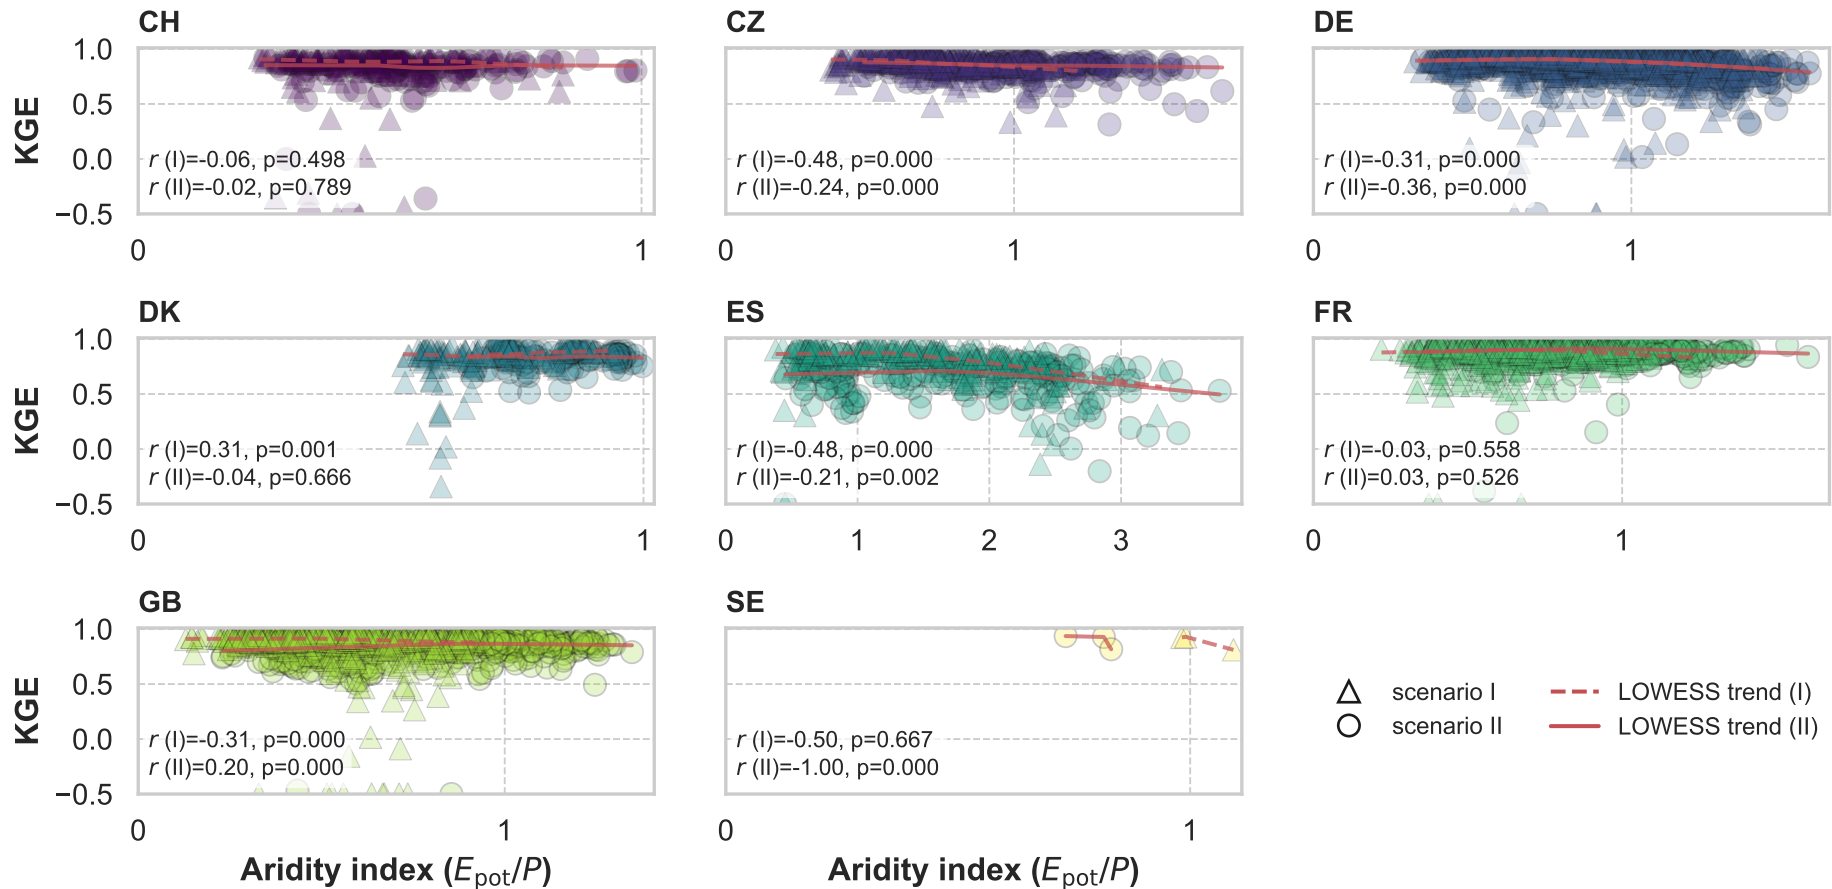 CH
CZ
DE
KGE
1.0
0.5
0.0
−0.5
r (I)=-0.06, p=0.498
r (II)=-0.02, p=0.789
r (I)=-0.48, p=0.000
r (II)=-0.24, p=0.000
r (I)=-0.31, p=0.000
r (II)=-0.36, p=0.000
0 1
0 1
0 1
DK
ES
FR
KGE
1.0
0.5
0.0
−0.5
r (I)=0.31, p=0.001
r (II)=-0.04, p=0.666
r (I)=-0.48, p=0.000
r (II)=-0.21, p=0.002
r (I)=-0.03, p=0.558
r (II)=0.03, p=0.526
0 1
0 1 2 3
0 1
GB
SE
KGE
1.0
0.5
0.0
−0.5
r (I)=-0.31, p=0.000
r (II)=0.20, p=0.000
r (I)=-0.50, p=0.667
r (II)=-1.00, p=0.000
0 1
0 1
Aridity index (Epot/P)
Aridity index (Epot/P)
scenario I
scenario II
LOWESS trend (I)
LOWESS trend (II)